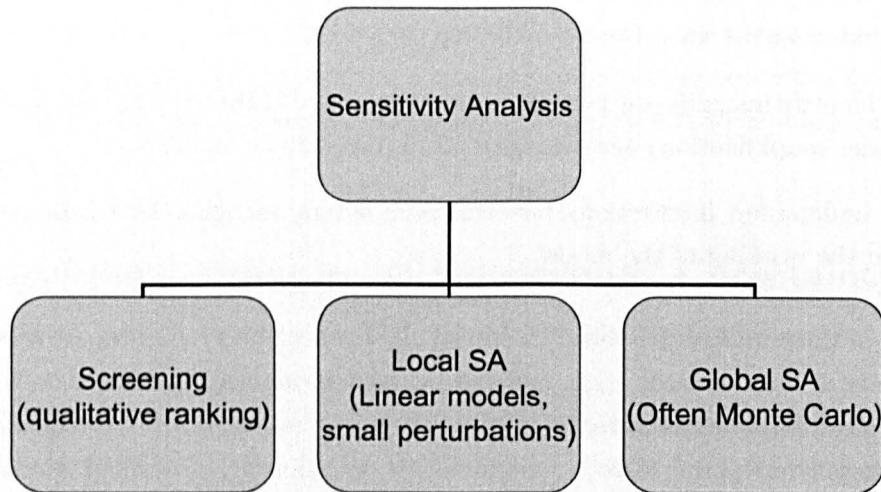 Sensitivity Analysis
Screening
(qualitative ranking)
Local SA
(Linear models,
small perturbations)
Global SA
(Often Monte Carlo)